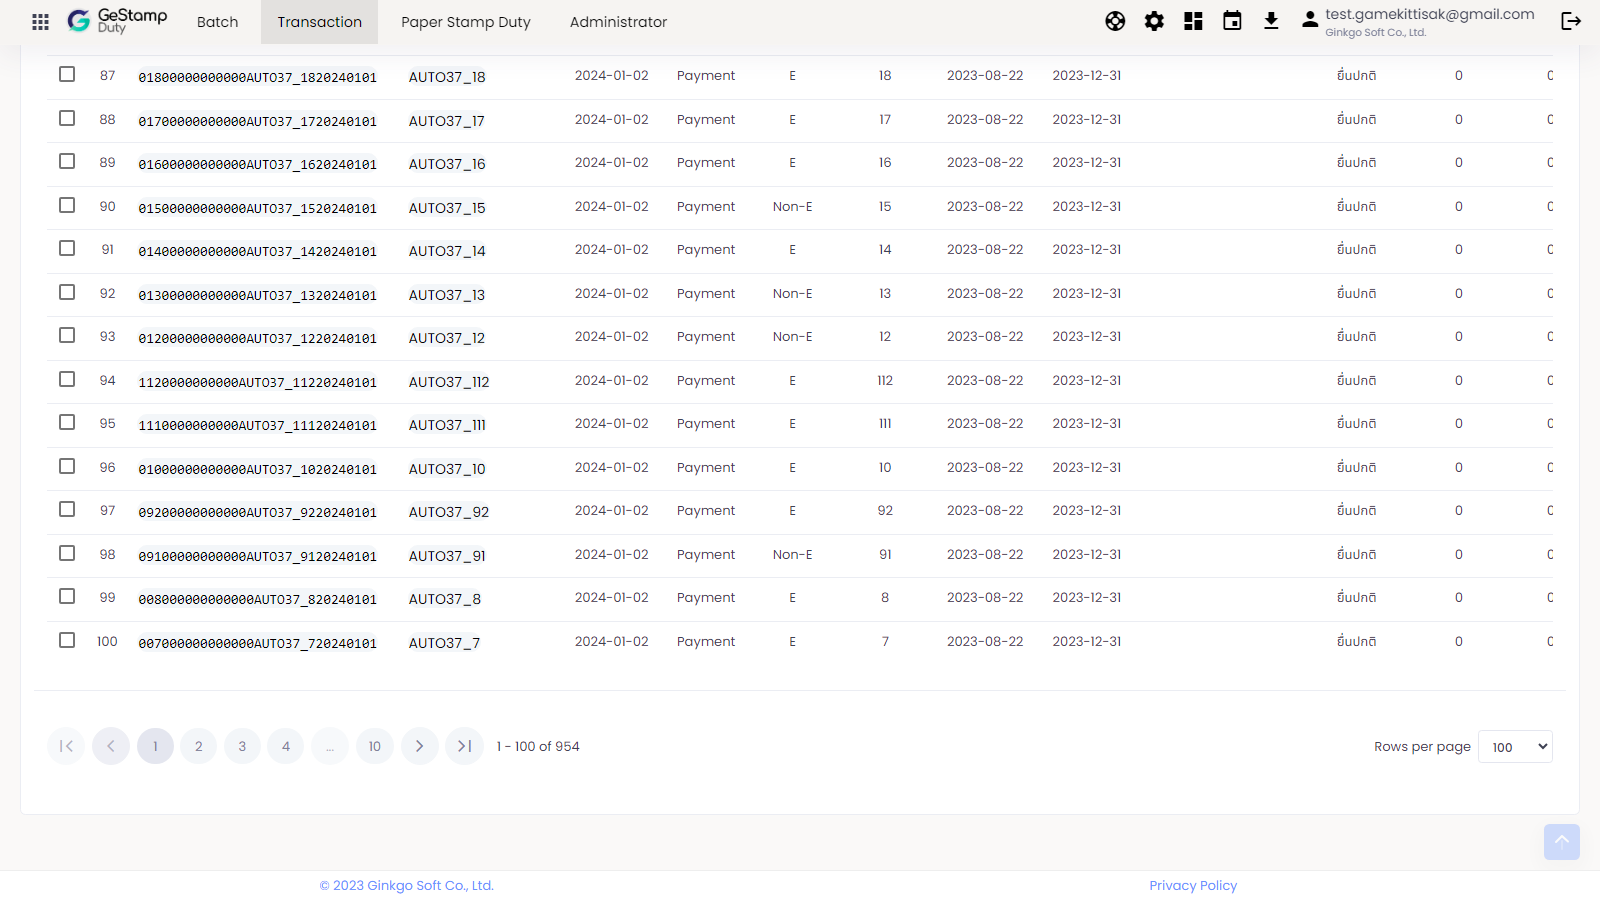 GeStamp Duty Batch Transaction Paper Stamp Duty Administrator test.gamekittisak@gmail.com
Ginkgo Soft Co., Ltd.
87 01800000000000AUTO37_1820240101 AUTO37_18 2024-01-02 Payment E 18 2023-08-22 2023-12-31 ยื่นปกติ 0 0
88 01700000000000AUTO37_1720240101 AUTO37_17 2024-01-02 Payment E 17 2023-08-22 2023-12-31 ยื่นปกติ 0 0
89 01600000000000AUTO37_1620240101 AUTO37_16 2024-01-02 Payment E 16 2023-08-22 2023-12-31 ยื่นปกติ 0 0
90 01500000000000AUTO37_1520240101 AUTO37_15 2024-01-02 Payment Non-E 15 2023-08-22 2023-12-31 ยื่นปกติ 0 0
91 01400000000000AUTO37_1420240101 AUTO37_14 2024-01-02 Payment E 14 2023-08-22 2023-12-31 ยื่นปกติ 0 0
92 01300000000000AUTO37_1320240101 AUTO37_13 2024-01-02 Payment Non-E 13 2023-08-22 2023-12-31 ยื่นปกติ 0 0
93 01200000000000AUTO37_1220240101 AUTO37_12 2024-01-02 Payment Non-E 12 2023-08-22 2023-12-31 ยื่นปกติ 0 0
94 1120000000000AUTO37_11220240101 AUTO37_112 2024-01-02 Payment E 112 2023-08-22 2023-12-31 ยื่นปกติ 0 0
95 1110000000000AUTO37_11120240101 AUTO37_111 2024-01-02 Payment E 111 2023-08-22 2023-12-31 ยื่นปกติ 0 0
96 01000000000000AUTO37_1020240101 AUTO37_10 2024-01-02 Payment E 10 2023-08-22 2023-12-31 ยื่นปกติ 0 0
97 09200000000000AUTO37_9220240101 AUTO37_92 2024-01-02 Payment E 92 2023-08-22 2023-12-31 ยื่นปกติ 0 0
98 09100000000000AUTO37_9120240101 AUTO37_91 2024-01-02 Payment Non-E 91 2023-08-22 2023-12-31 ยื่นปกติ 0 0
99 008000000000000AUTO37_820240101 AUTO37_8 2024-01-02 Payment E 8 2023-08-22 2023-12-31 ยื่นปกติ 0 0
100 007000000000000AUTO37_720240101 AUTO37_7 2024-01-02 Payment E 7 2023-08-22 2023-12-31 ยื่นปกติ 0 0
1 2 3 4 ... 10 1 - 100 of 954 Rows per page 100
© 2023 Ginkgo Soft Co., Ltd. Privacy Policy